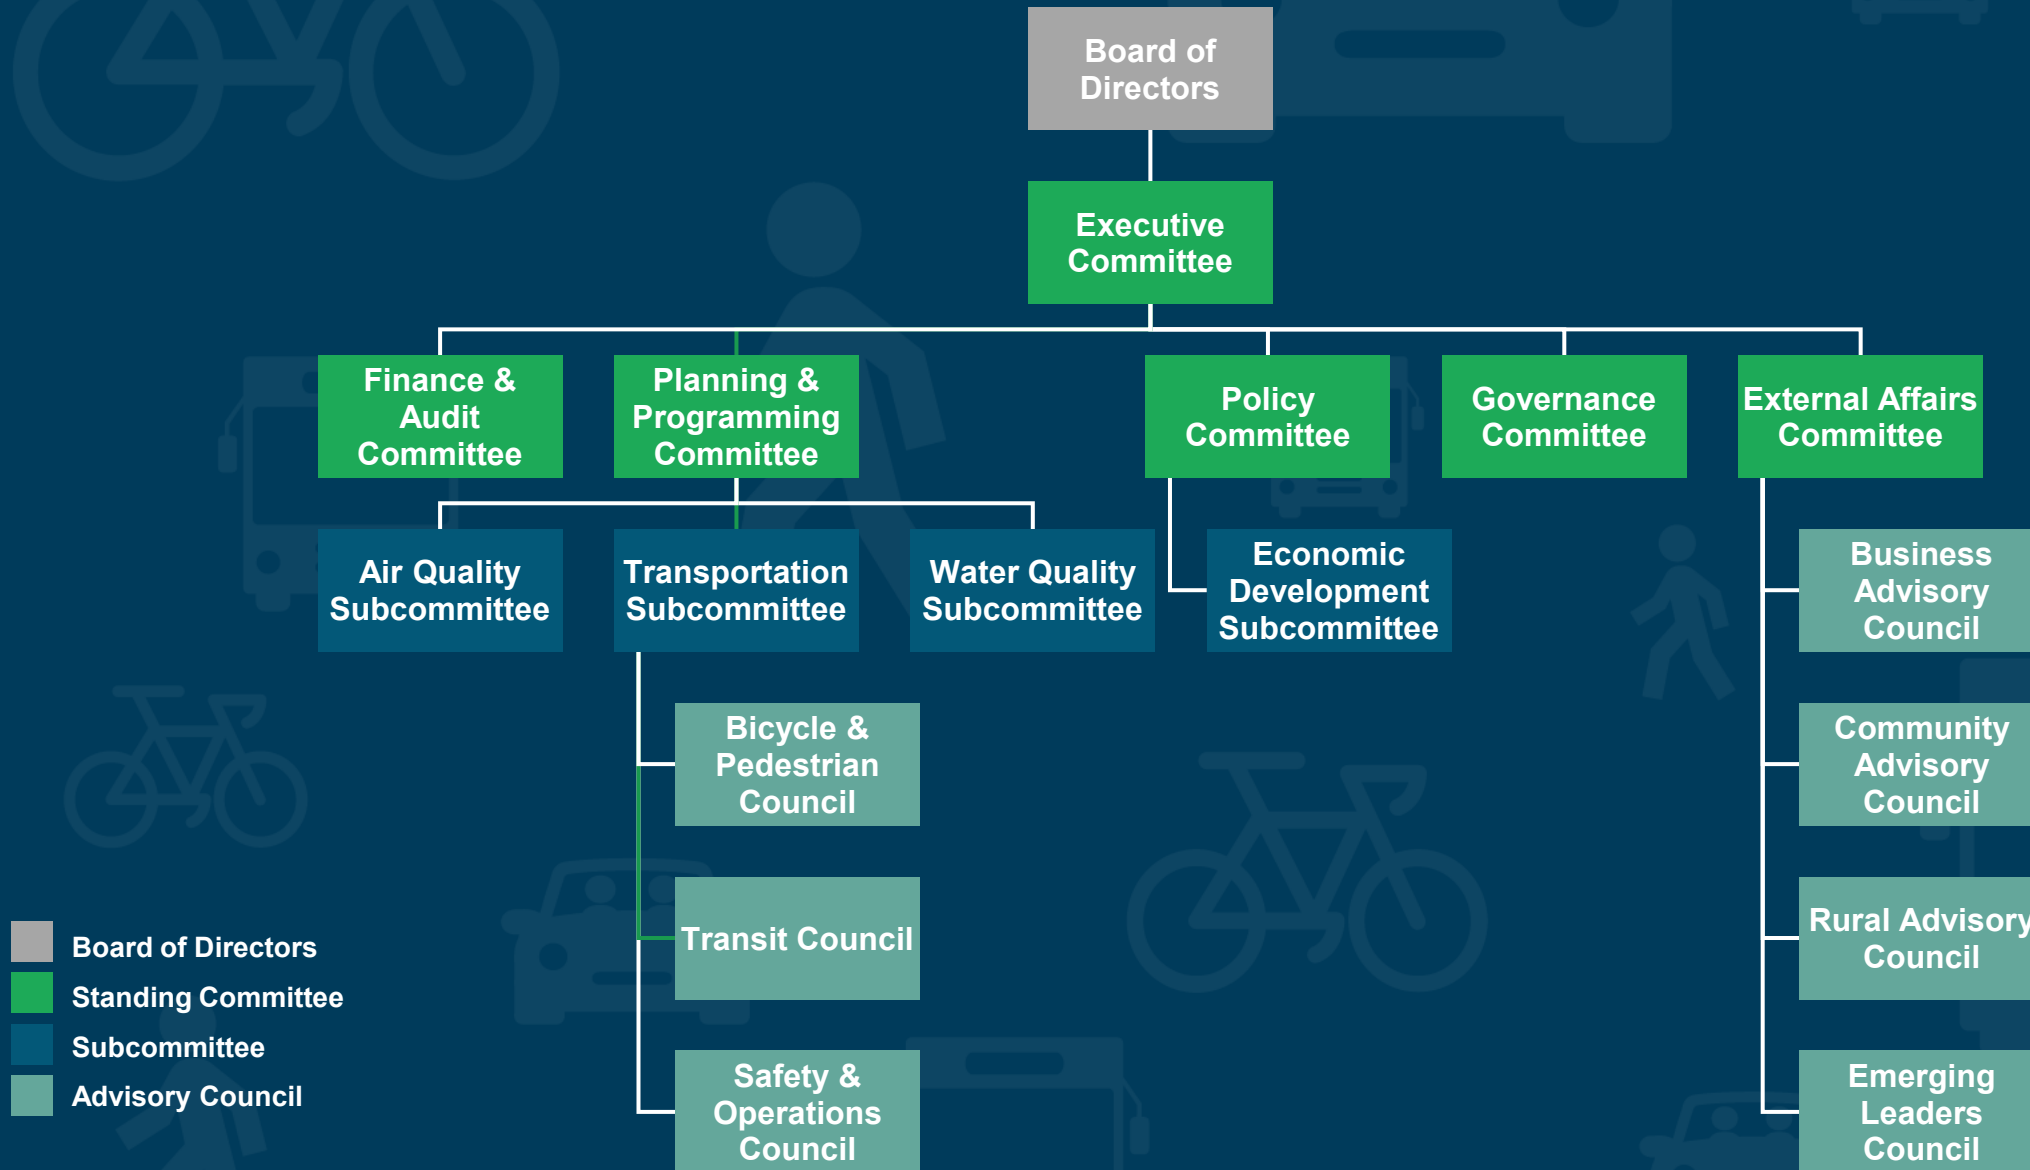 Board of
Directors
Executive
Committee
Finance &
Audit
Committee
Planning &
Programming
Committee
Policy
Committee
Governance
Committee
External Affairs
Committee
Air Quality
Subcommittee
Transportation
Subcommittee
Water Quality
Subcommittee
Economic
Development
Subcommittee
Business
Advisory
Council
Bicycle &
Pedestrian
Council
Community
Advisory
Council
Transit Council
Rural Advisory
Council
Safety &
Operations
Council
Emerging
Leaders
Council
Board of Directors
Standing Committee
Subcommittee
Advisory Council